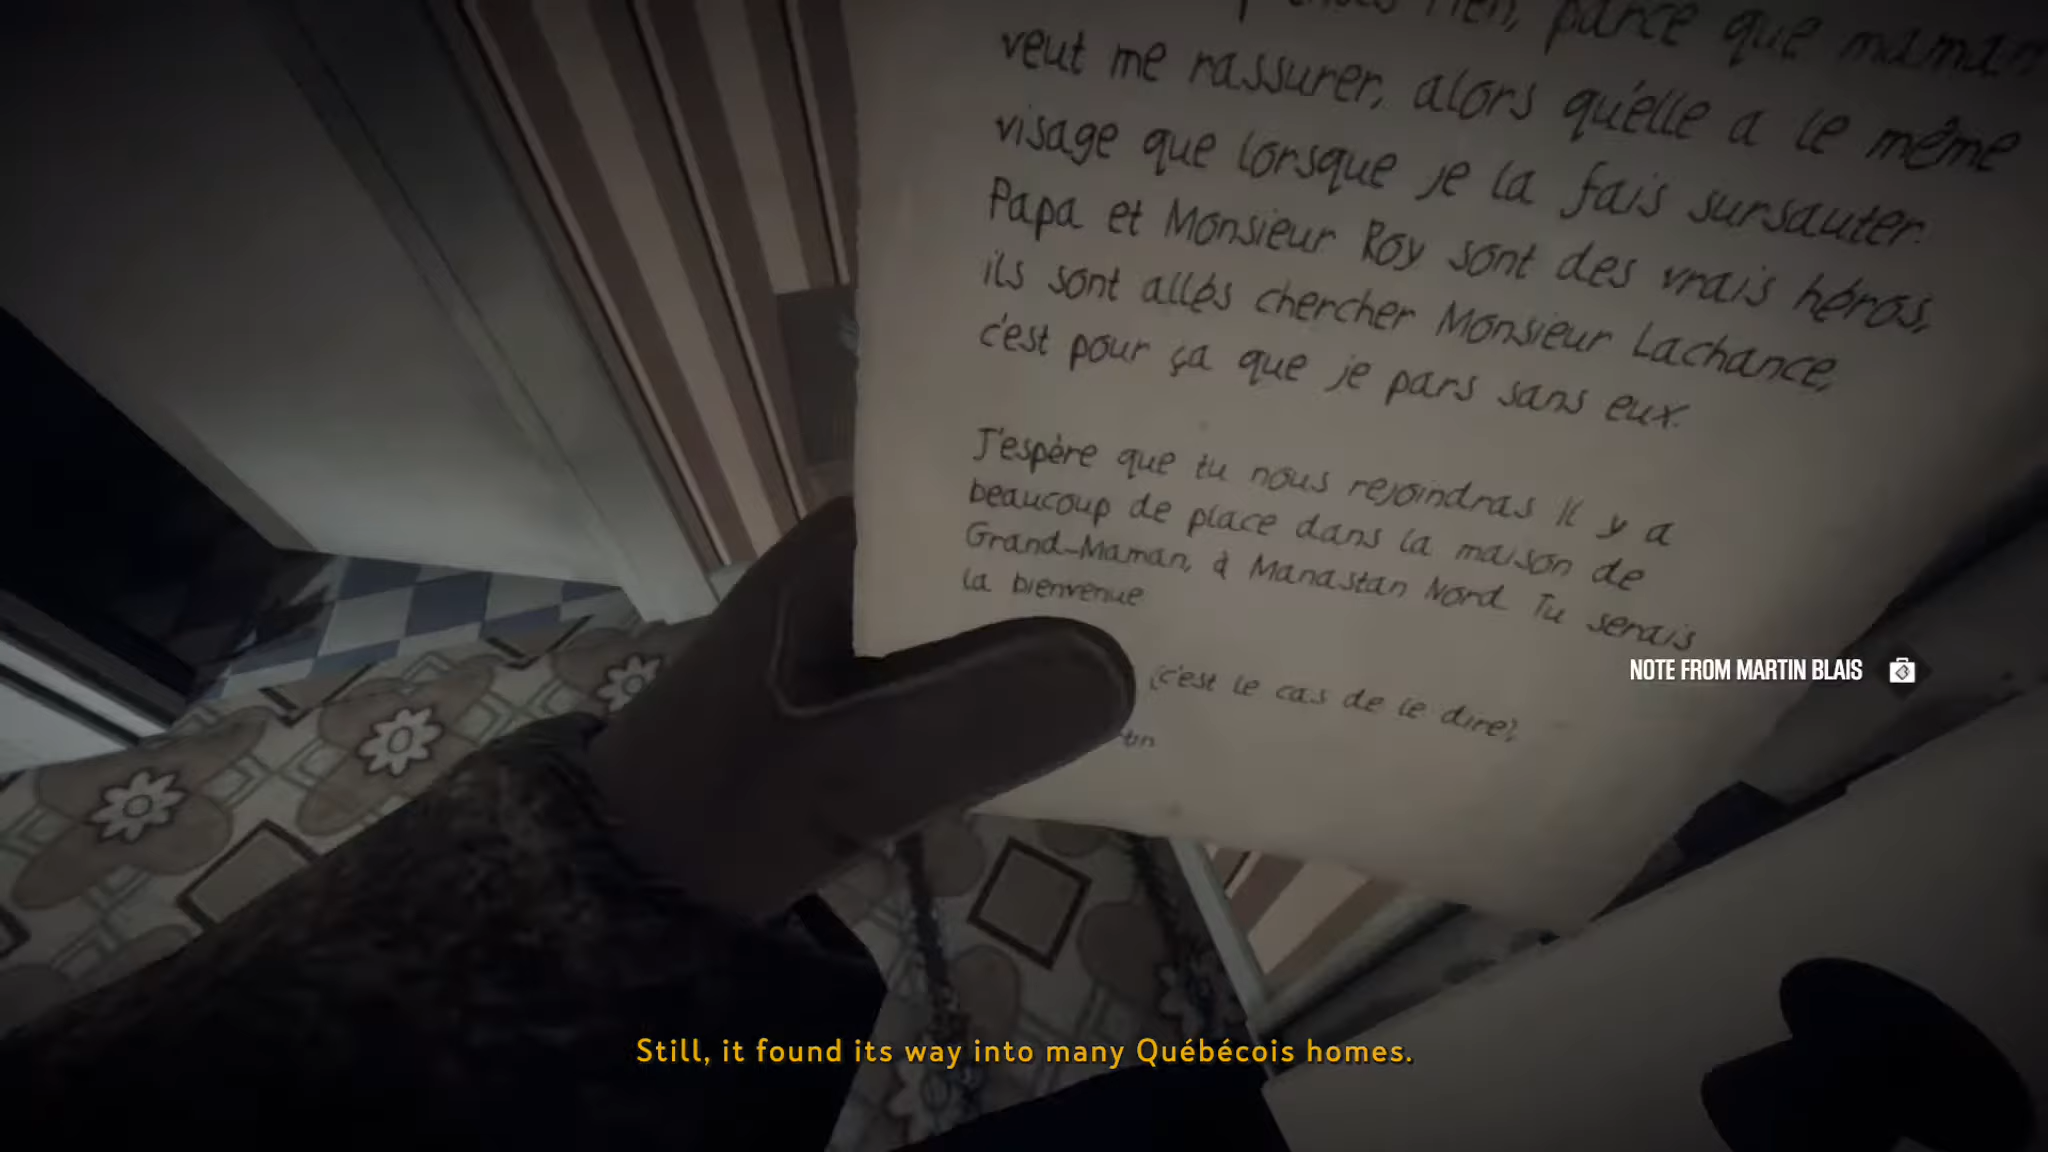 rien, parce que maman
veut me rassurer, alors qu'elle a le même
visage que lorsque je la fais sursauter.
Papa et Monsieur Roy sont des vrais héros,
ils sont allés chercher Monsieur Lachance,
c'est pour ça que je pars sans eux.
J'espère que tu nous rejoindras Il y a
beaucoup de place dans la maison de
Grand-Maman, à Manastan Nord. Tu serais
la bienvenue
(c'est le cas de le dire),
NOTE FROM MARTIN BLAIS
Still, it found its way into many Québécois homes.